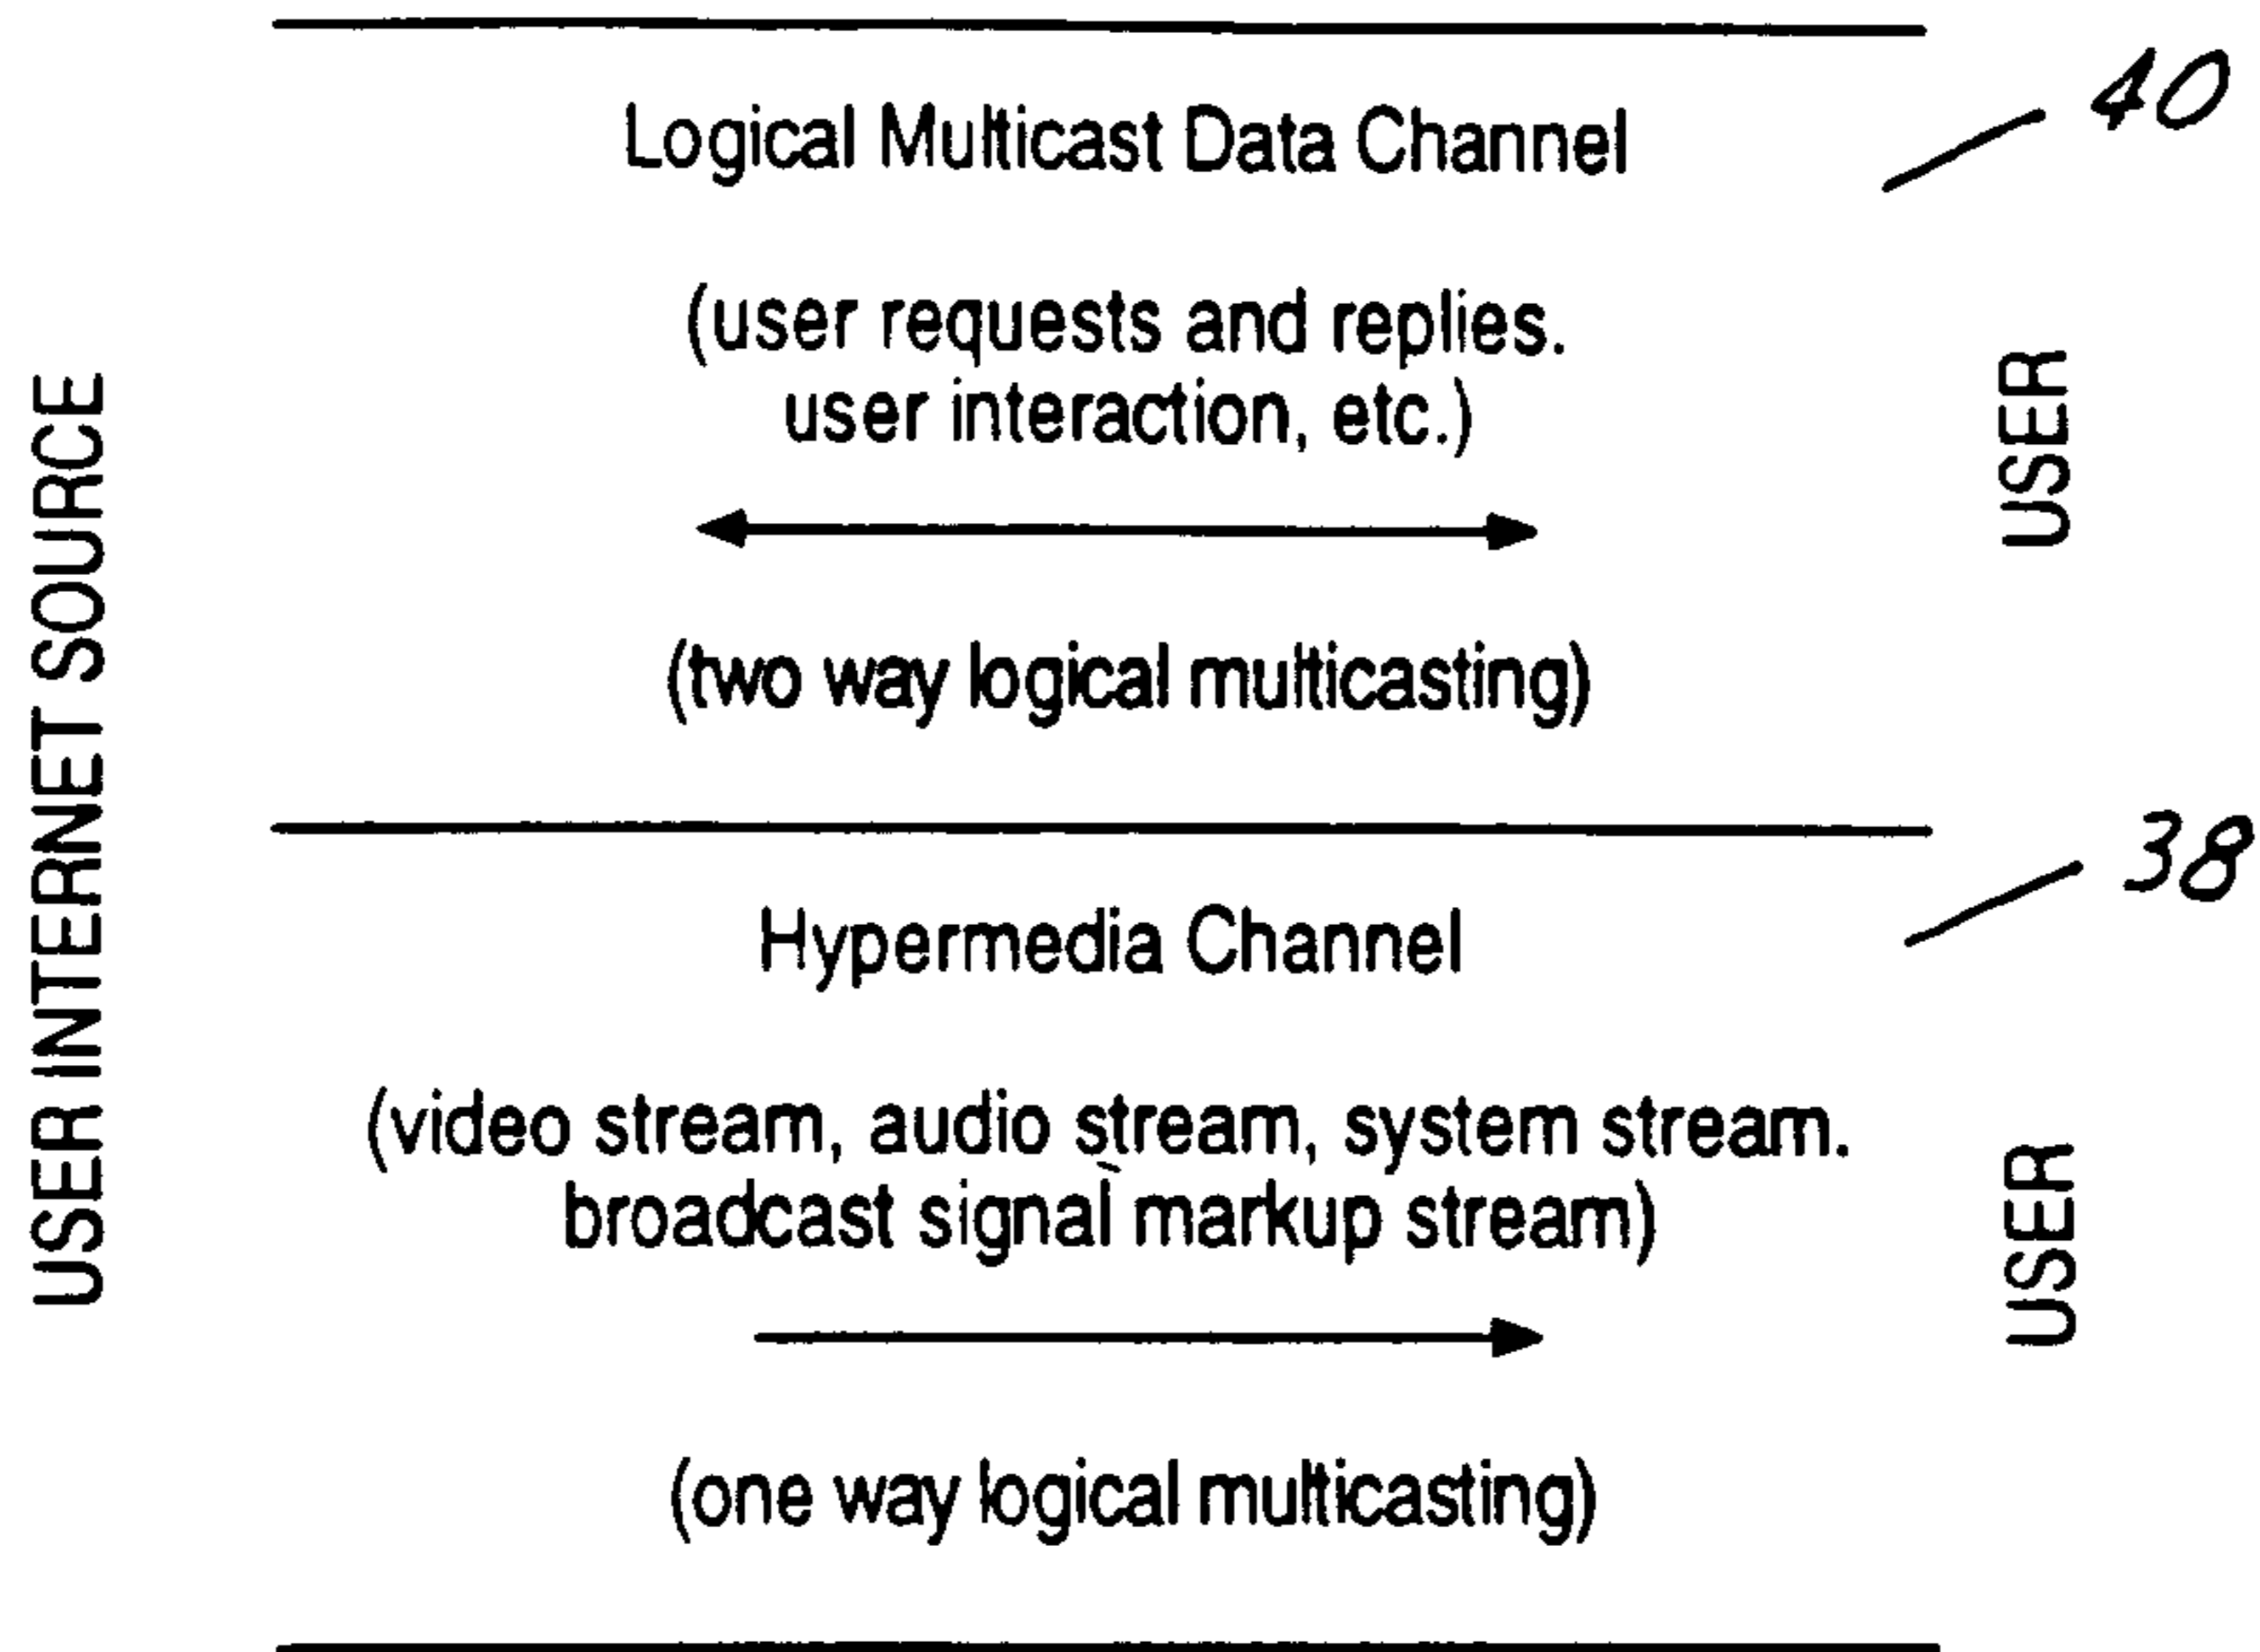 Logical Multicast Data Channel
40
(user requests and replies.
user interaction, etc.)
USER
(two way logical multicasting)
USER INTERNET SOURCE
38
Hypermedia Channel
(video stream, audio stream, system stream.
broadcast signal markup stream)
USER
(one way logical multicasting)